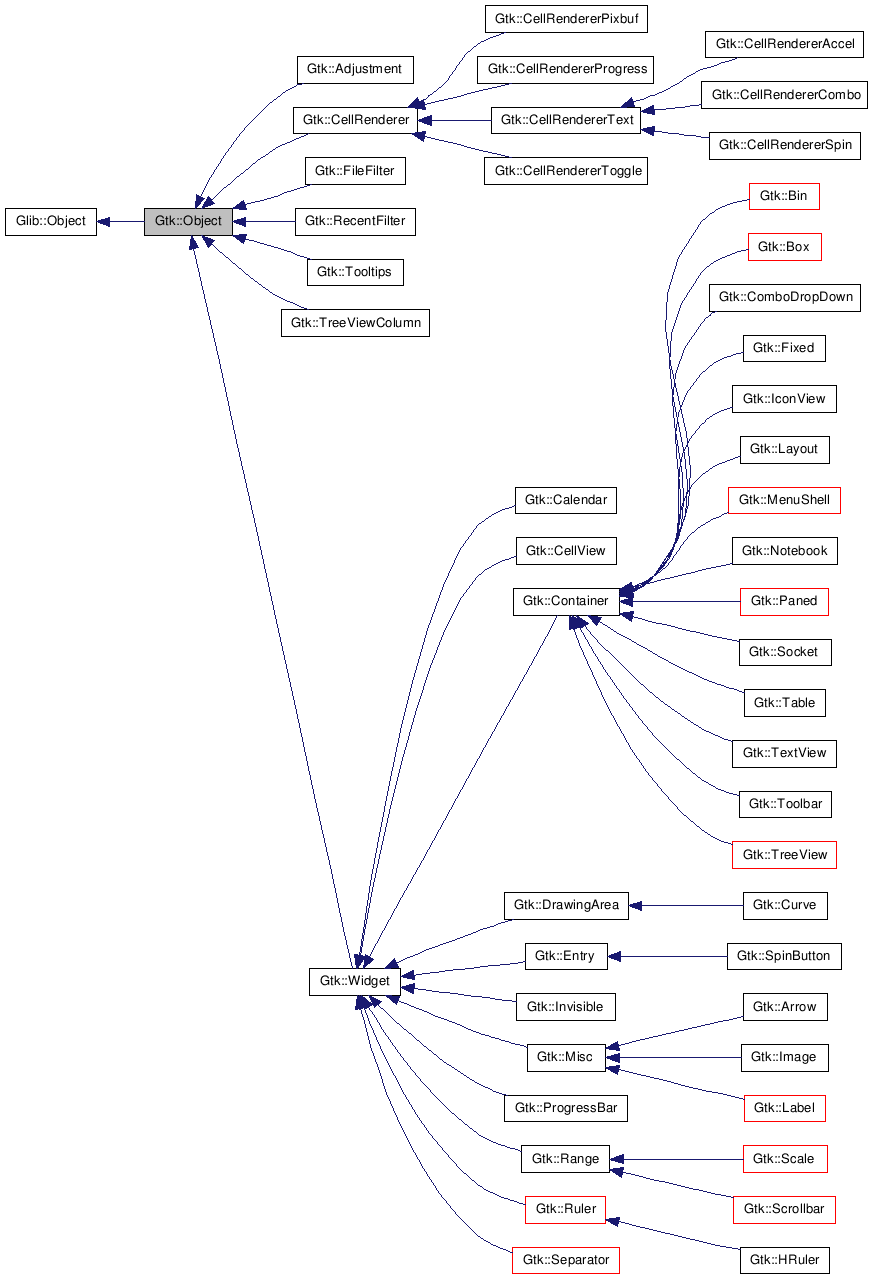 Gtk::CellRendererPixbuf
Gtk::CellRendererAccel
Gtk::Adjustment
Gtk::CellRendererProgress
Gtk::CellRendererCombo
Gtk::CellRenderer
Gtk::CellRendererText
Gtk::CellRendererSpin
Gtk::FileFilter
Gtk::CellRendererToggle
Gtk::Bin
Glib::Object
Gtk::Object
Gtk::RecentFilter
Gtk::Box
Gtk::Tooltips
Gtk::ComboDropDown
Gtk::TreeViewColumn
Gtk::Fixed
Gtk::IconView
Gtk::Layout
Gtk::Calendar
Gtk::MenuShell
Gtk::CellView
Gtk::Notebook
Gtk::Container
Gtk::Paned
Gtk::Socket
Gtk::Table
Gtk::TextView
Gtk::Toolbar
Gtk::TreeView
Gtk::DrawingArea
Gtk::Curve
Gtk::Entry
Gtk::SpinButton
Gtk::Widget
Gtk::Invisible
Gtk::Arrow
Gtk::Misc
Gtk::Image
Gtk::ProgressBar
Gtk::Label
Gtk::Range
Gtk::Scale
Gtk::Ruler
Gtk::Scrollbar
Gtk::Separator
Gtk::HRuler